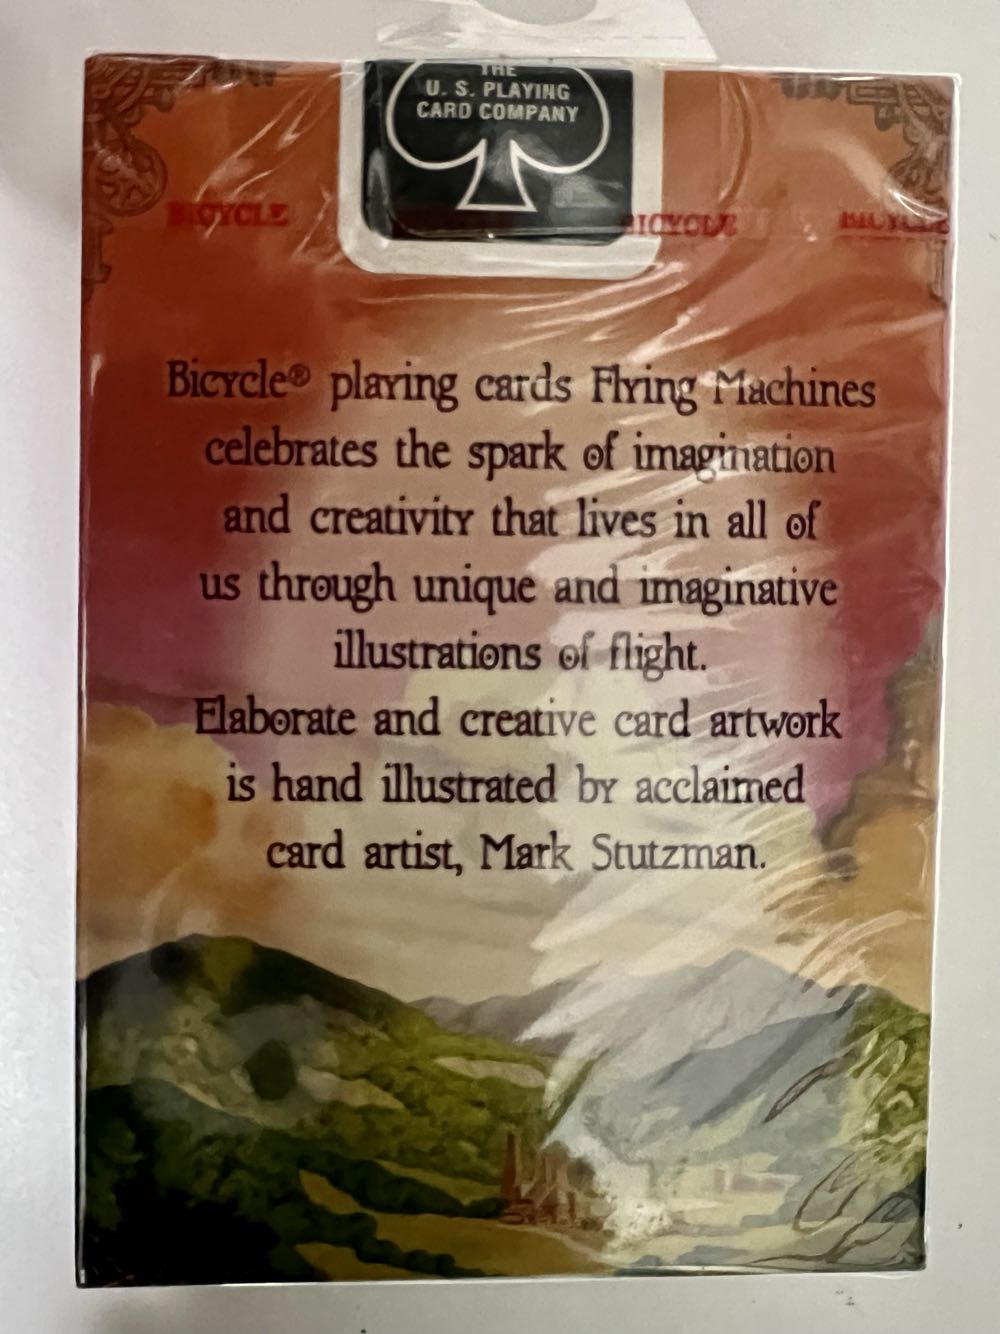 THE
U. S. PLAYING
CARD COMPANY
BICYCLE BICYCLE BICYCLE
Bicycle® playing cards Flying Machines
celebrates the spark of imagination
and creativity that lives in all of
us through unique and imaginative
illustrations of flight.
Elaborate and creative card artwork
is hand illustrated by acclaimed
card artist, Mark Stutzman.